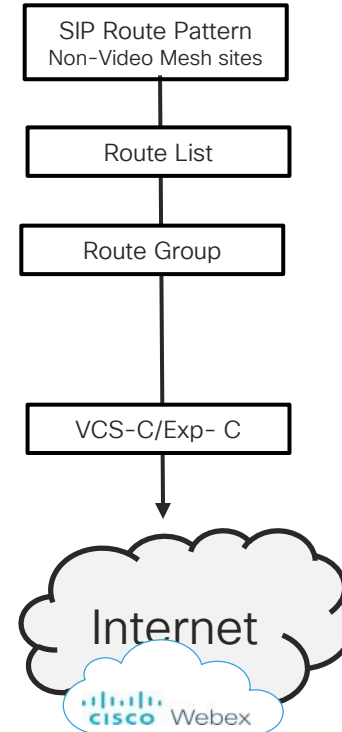 SIP Route Pattern
Non-Video Mesh sites
Route List
Route Group
VCS-C/Exp- C
Internet
CISCO Webex